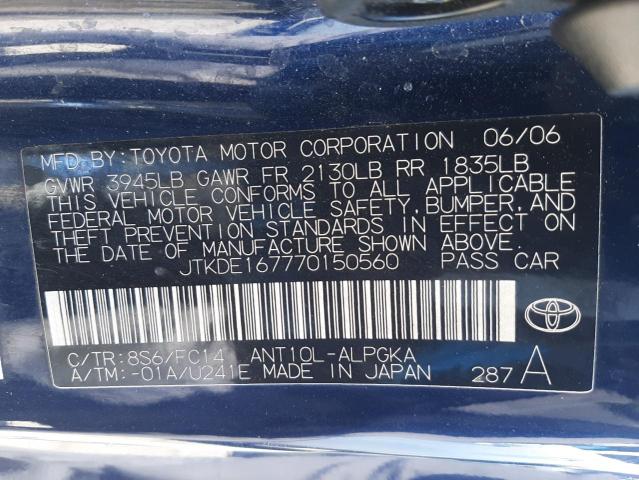 MFD BY: TOYOTA MOTOR CORPORATION 06/06
GVWR 3945LB GAWR FR 2130LB RR 1835LB
THIS VEHICLE CONFORMS TO ALL APPLICABLE
FEDERAL MOTOR VEHICLE SAFETY, BUMPER, AND
THEFT PREVENTION STANDARDS IN EFFECT ON
THE DATE OF MANUFACTURE SHOWN ABOVE.
JTKDE167770150560 PASS CAR
C/TR: 8S6/FC14 ANT10L-ALPGKA
A/TM: -01A/U241E MADE IN JAPAN 287 A